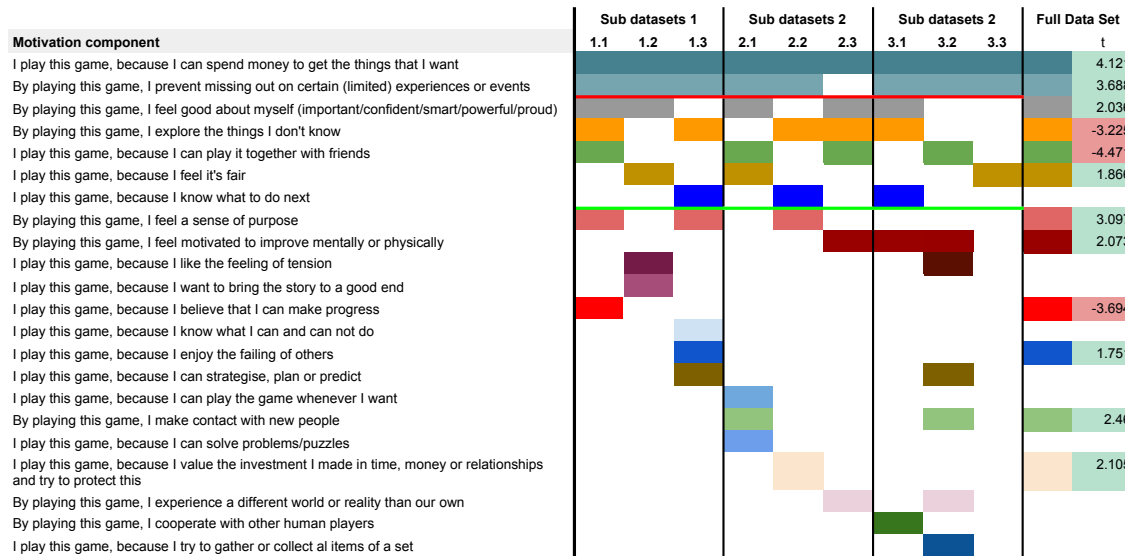 Sub datasets 1 Sub datasets 2 Sub datasets 2 Full Data Set
Motivation component 1.1 1.2 1.3 2.1 2.2 2.3 3.1 3.2 3.3 t
I play this game, because I can spend money to get the things that I want 4.121
By playing this game, I prevent missing out on certain (limited) experiences or events 3.688
By playing this game, I feel good about myself (important/confident/smart/powerful/proud) 2.036
By playing this game, I explore the things I don't know -3.225
I play this game, because I can play it together with friends -4.471
I play this game, because I feel it's fair 1.866
I play this game, because I know what to do next
By playing this game, I feel a sense of purpose 3.097
By playing this game, I feel motivated to improve mentally or physically 2.073
I play this game, because I like the feeling of tension
I play this game, because I want to bring the story to a good end
I play this game, because I believe that I can make progress -3.694
I play this game, because I know what I can and can not do
I play this game, because I enjoy the failing of others 1.751
I play this game, because I can strategise, plan or predict
I play this game, because I can play the game whenever I want
By playing this game, I make contact with new people 2.46
I play this game, because I can solve problems/puzzles
I play this game, because I value the investment I made in time, money or relationships 2.105
and try to protect this
By playing this game, I experience a different world or reality than our own
By playing this game, I cooperate with other human players
I play this game, because I try to gather or collect al items of a set